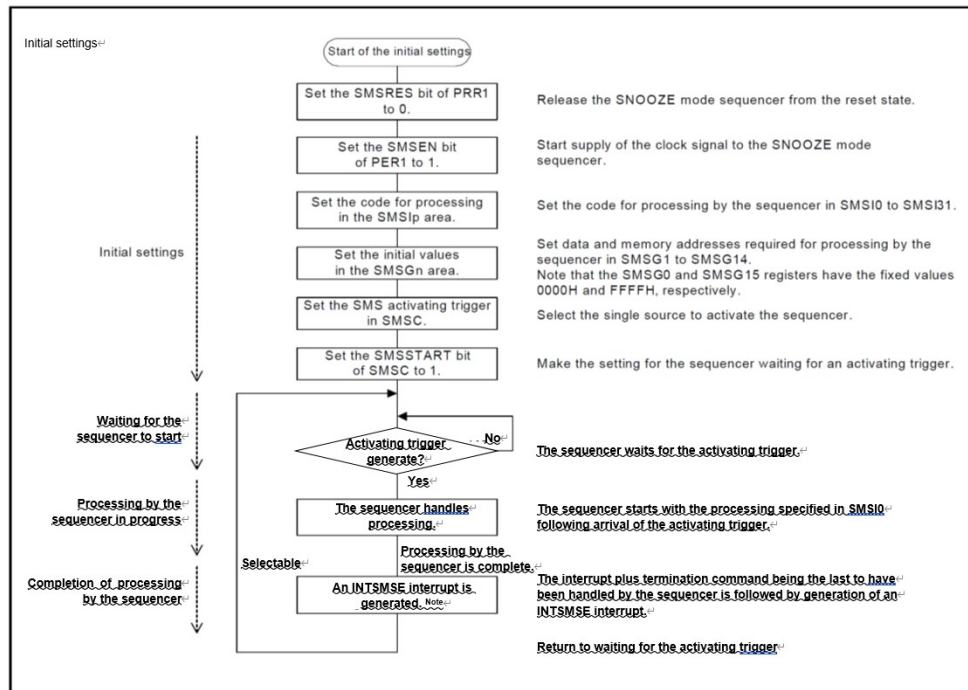 Initial settings↵
Start of the initial settings
Set the SMSRES bit of PRR1
to 0.
Release the SNOOZE mode sequencer from the reset state.
Set the SMSEN bit
of PER1 to 1.
Start supply of the clock signal to the SNOOZE mode
sequencer.
Set the code for processing
in the SMSIp area.
Set the code for processing by the sequencer in SMSI0 to SMSI31.
Initial settings
Set the initial values
in the SMSGn area.
Set data and memory addresses required for processing by the
sequencer in SMSG1 to SMSG14.
Note that the SMSG0 and SMSG15 registers have the fixed values
0000H and FFFFH, respectively.
Set the SMS activating trigger
in SMSC.
Select the single source to activate the sequencer.
Set the SMSSTART bit
of SMSC to 1.
Make the setting for the sequencer waiting for an activating trigger.
Waiting for the↵
sequencer to start↵
Activating trigger
generate?↵
No↵
Yes↵
The sequencer waits for the activating trigger.↵
Processing by the↵
sequencer in progress↵
The sequencer handles
processing.↵
The sequencer starts with the processing specified in SMSI0↵
following arrival of the activating trigger.↵
Selectable↵
Processing by the
sequencer is complete.↵
Completion of processing↵
by the sequencer↵
An INTSMSE interrupt is
generated. Note↵
The interrupt plus termination command being the last to have↵
been handled by the sequencer is followed by generation of an↵
INTSMSE interrupt.↵
Return to waiting for the activating trigger↵